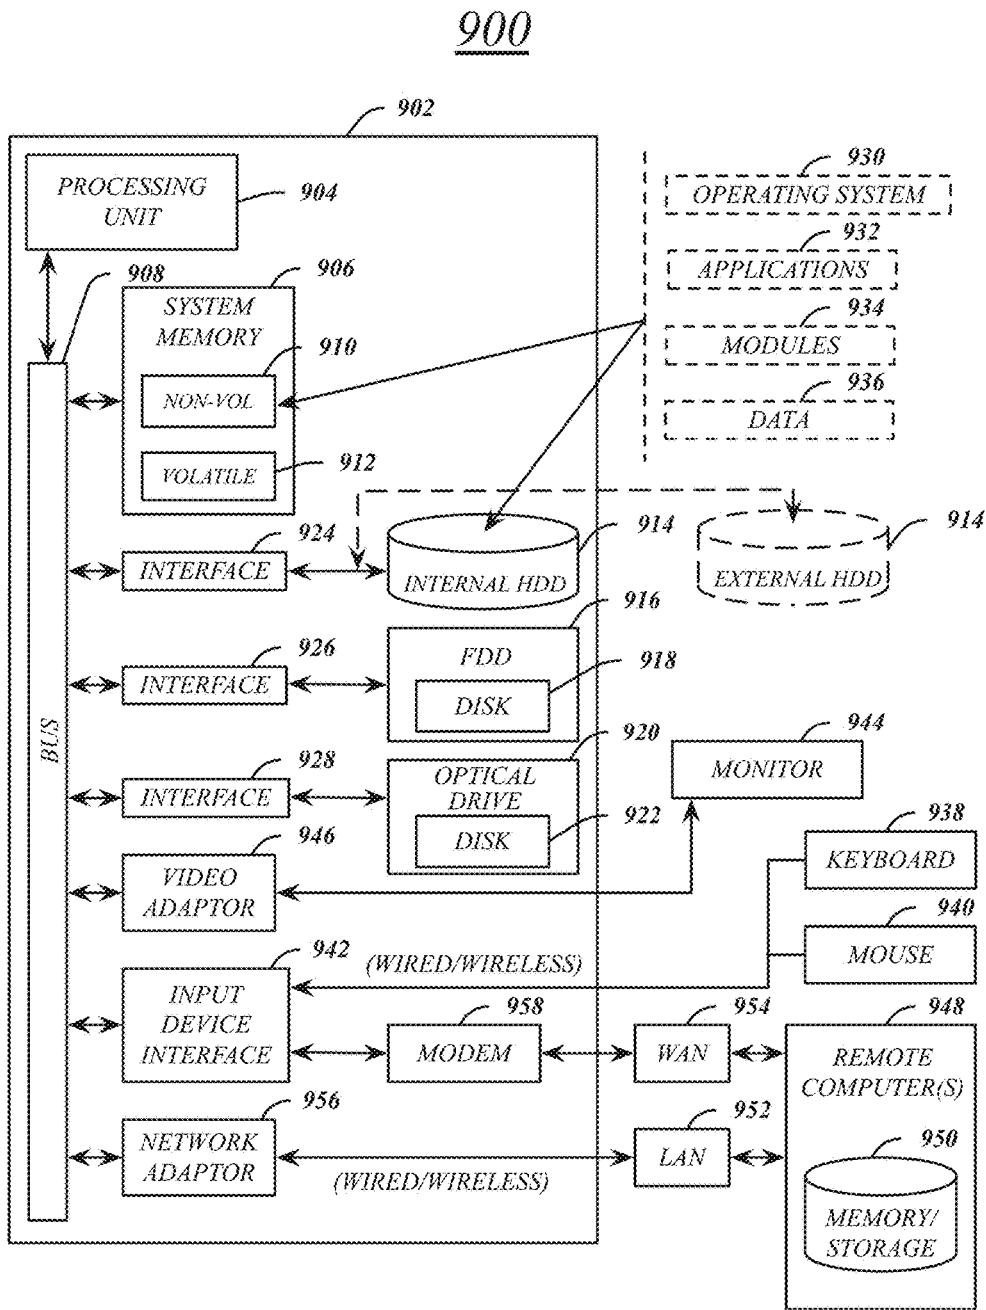 900
902
PROCESSING
UNIT
904
908
906
SYSTEM
MEMORY
910
NON-VOL
912
VOLATILE
930
OPERATING SYSTEM
932
APPLICATIONS
934
MODULES
936
DATA
924
INTERFACE
914
INTERNAL HDD
914
EXTERNAL HDD
916
FDD
918
DISK
926
INTERFACE
BUS
920
OPTICAL
DRIVE
922
DISK
928
INTERFACE
944
MONITOR
946
VIDEO
ADAPTOR
938
KEYBOARD
940
MOUSE
942
INPUT
DEVICE
INTERFACE
(WIRED/WIRELESS)
958
MODEM
954
WAN
948
REMOTE
COMPUTER(S)
956
NETWORK
ADAPTOR
(WIRED/WIRELESS)
952
LAN
950
MEMORY/
STORAGE